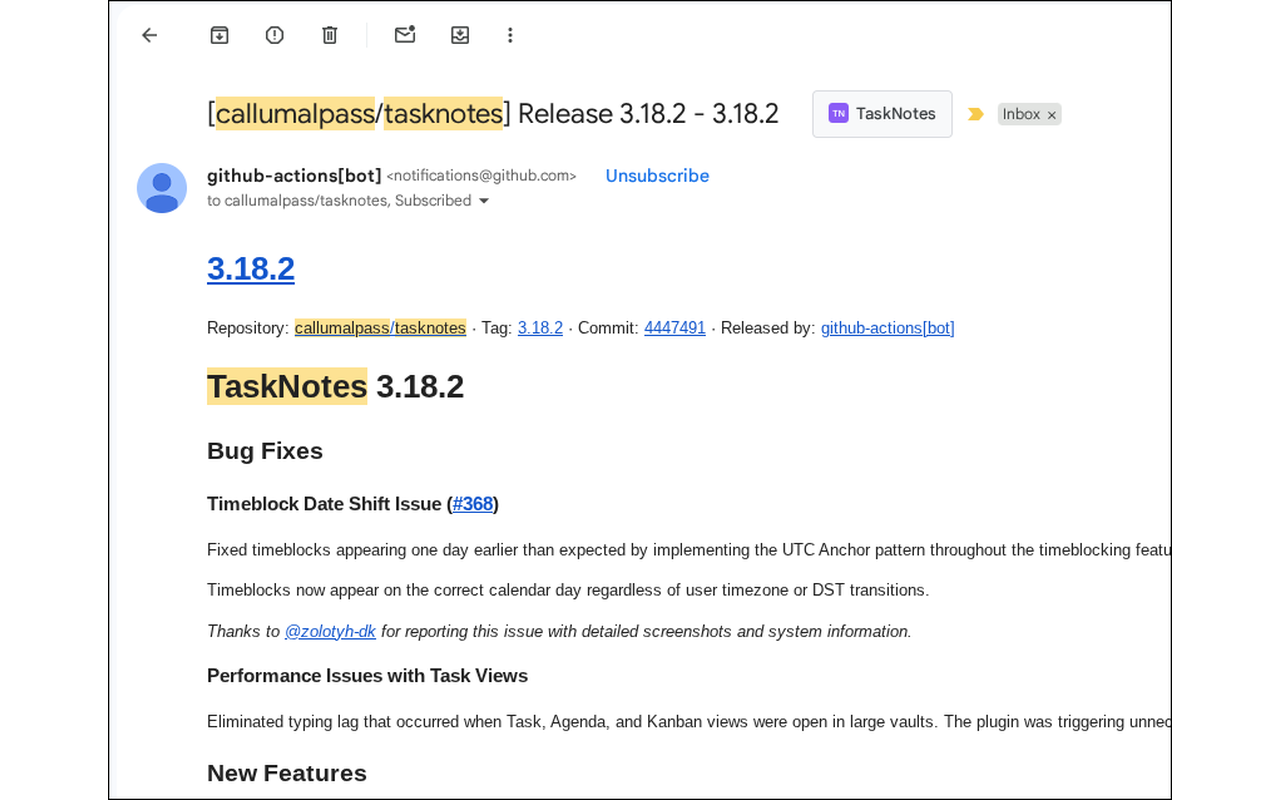 [callumalpass/tasknotes] Release 3.18.2 - 3.18.2 TN TaskNotes Inbox ×
github-actions[bot] <notifications@github.com> Unsubscribe
to callumalpass/tasknotes, Subscribed
3.18.2
Repository: callumalpass/tasknotes · Tag: 3.18.2 · Commit: 4447491 · Released by: github-actions[bot]
TaskNotes 3.18.2
Bug Fixes
Timeblock Date Shift Issue (#368)
Fixed timeblocks appearing one day earlier than expected by implementing the UTC Anchor pattern throughout the timeblocking featu
Timeblocks now appear on the correct calendar day regardless of user timezone or DST transitions.
Thanks to @zolotyh-dk for reporting this issue with detailed screenshots and system information.
Performance Issues with Task Views
Eliminated typing lag that occurred when Task, Agenda, and Kanban views were open in large vaults. The plugin was triggering unnec
New Features